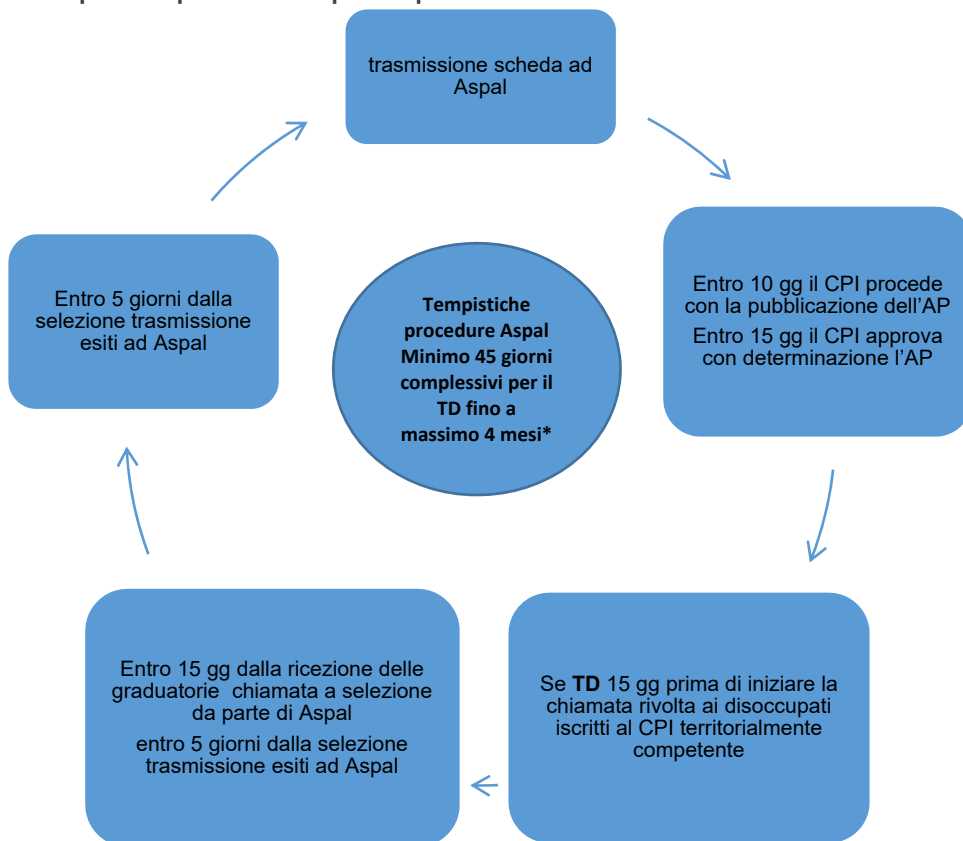 trasmissione scheda ad
Aspal
Entro 10 gg il CPI procede
con la pubblicazione dell'AP
Entro 15 gg il CPI approva
con determinazione l'AP
Se TD 15 gg prima di iniziare la
chiamata rivolta ai disoccupati
iscritti al CPI territorialmente
competente
Entro 15 gg dalla ricezione delle
graduatorie chiamata a selezione
da parte di Aspal
entro 5 giorni dalla selezione
trasmissione esiti ad Aspal
Entro 5 giorni dalla
selezione trasmissione
esiti ad Aspal
Tempistiche
procedure Aspal
Minimo 45 giorni
complessivi per il
TD fino a
massimo 4 mesi*